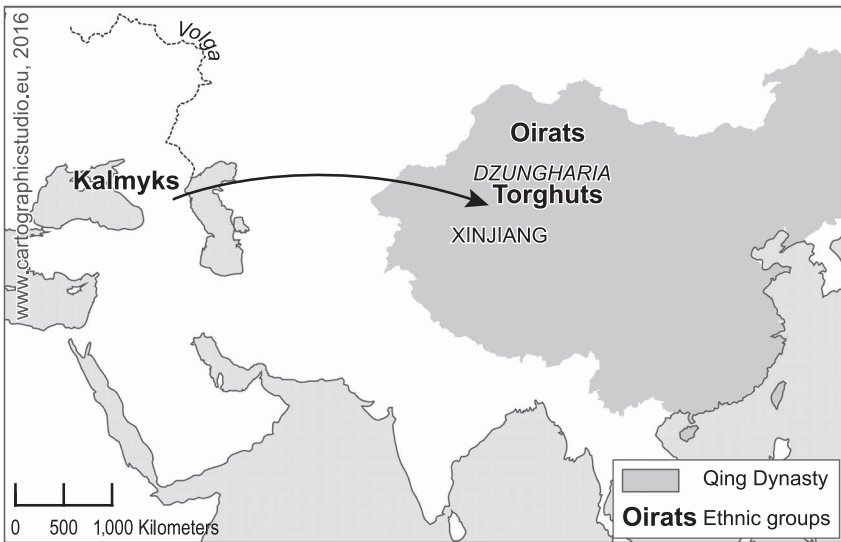 www.cartographicstudio.eu, 2016
Volga
Oirats
DZUNGHARIA
Kalmyks
Torghuts
XINJIANG
Qing Dynasty
0 500 1,000 Kilometers
Oirats Ethnic groups